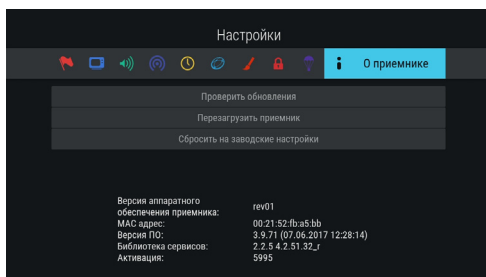 Настройки
О приемнике
Проверить обновления
Перезагрузить приемник
Сбросить на заводские настройки
Версия аппаратного
обеспечения приемника: rev01
MAC адрес: 00:21:52:fb:a5:bb
Версия ПО: 3.9.71 (07.06.2017 12:28:14)
Библиотека сервисов: 2.2.5 4.2.51.32_r
Активация: 5995